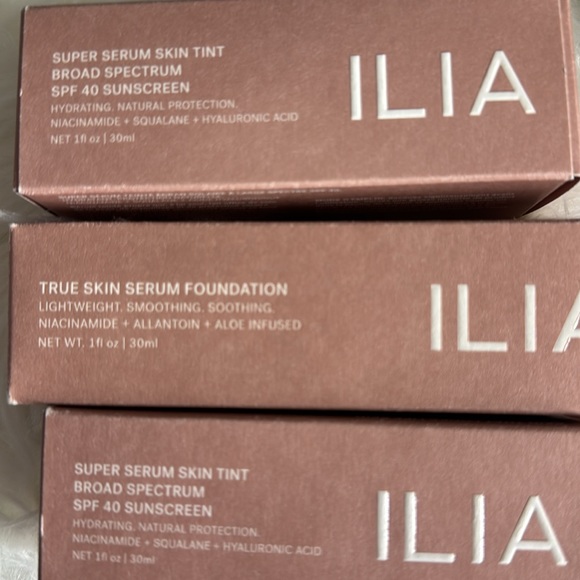 SUPER SERUM SKIN TINT
BROAD SPECTRUM
SPF 40 SUNSCREEN
HYDRATING. NATURAL PROTECTION.
NIACINAMIDE + SQUALANE + HYALURONIC ACID
NET 1fl oz | 30ml
ILIA
TRUE SKIN SERUM FOUNDATION
LIGHTWEIGHT. SMOOTHING. SOOTHING.
NIACINAMIDE + ALLANTOIN + ALOE INFUSED
NET WT. 1fl oz | 30ml
ILIA
SUPER SERUM SKIN TINT
BROAD SPECTRUM
SPF 40 SUNSCREEN
HYDRATING. NATURAL PROTECTION.
NIACINAMIDE + SQUALANE + HYALURONIC ACID
NET 1fl oz | 30ml
ILIA